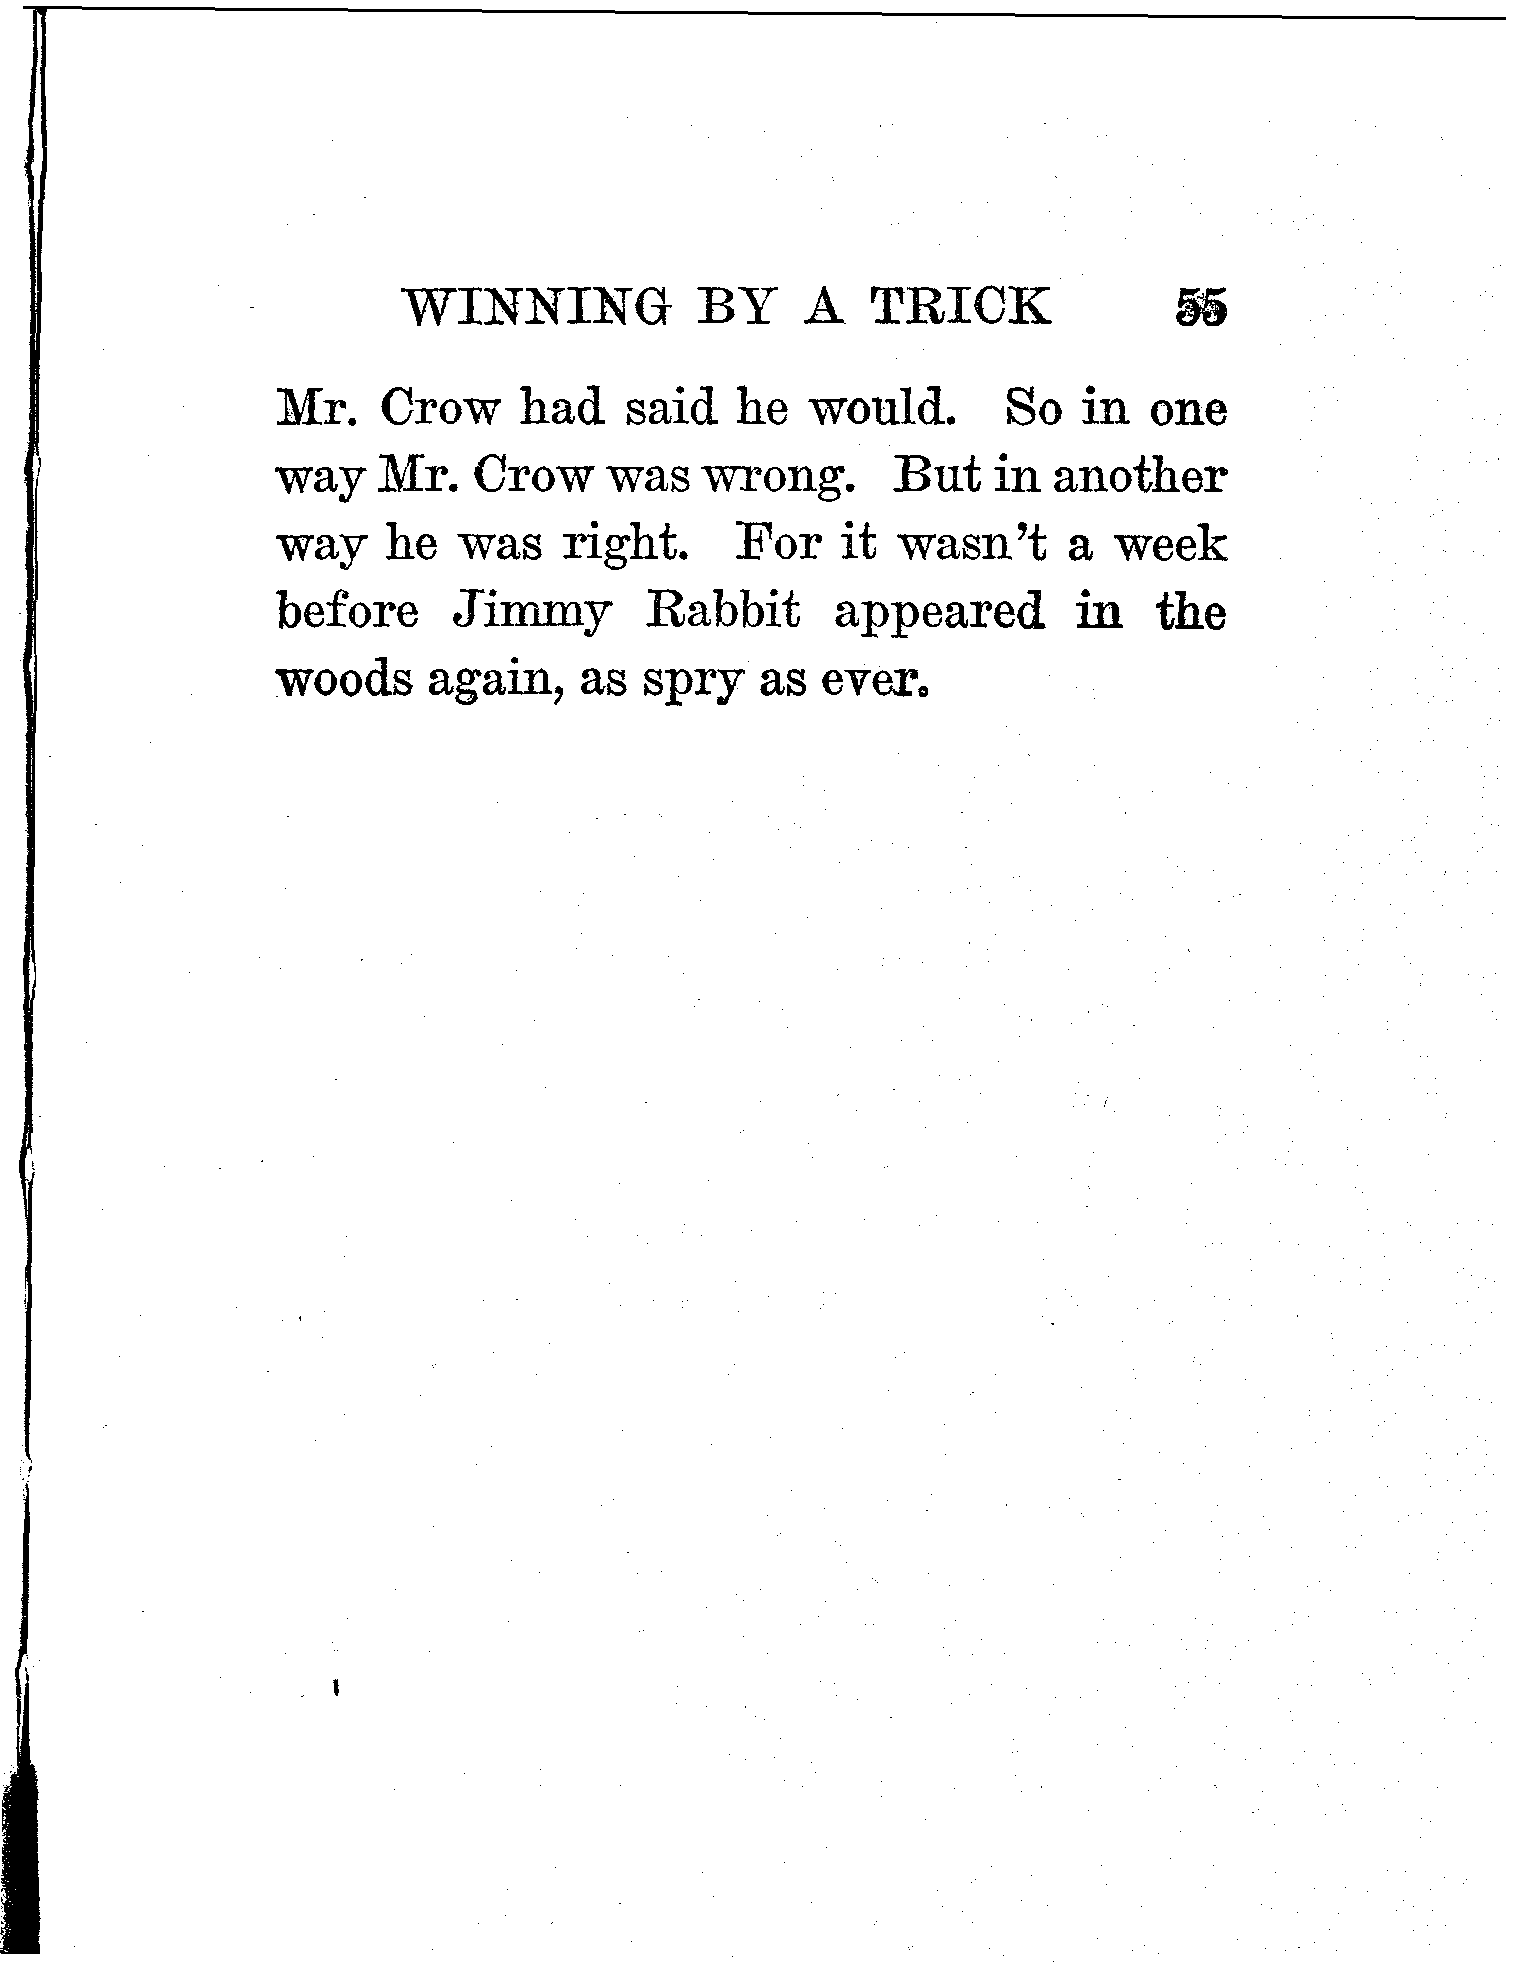 WINNING BY A TRICK 55
Mr. Crow had said he would. So in one
way Mr. Crow was wrong. But in another
way he was right. For it wasn't a week
before Jimmy Rabbit appeared in the
woods again, as spry as ever.